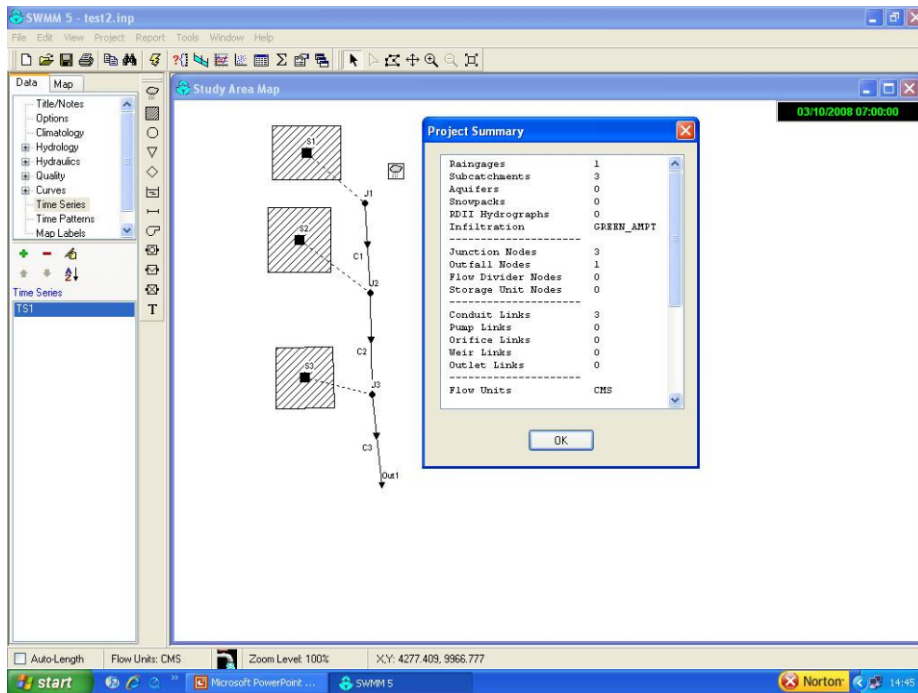 SWMM 5 - test2.inp
File Edit View Project Report Tools Window Help
Data Map
Study Area Map
Title/Notes
Options
Climatology
Hydrology
Hydraulics
Quality
Curves
Time Series
Time Patterns
Map Labels
Time Series
TS1
T
03/10/2008 07:00:00
S1
J1
S2
C1
J2
C2
S3
J3
C3
Out1
Project Summary
Raingages 1
Subcatchments 3
Aquifers 0
Snowpacks 0
RDII Hydrographs 0
Infiltration GREEN_AMPT
-----------------------
Junction Nodes 3
Outfall Nodes 1
Flow Divider Nodes 0
Storage Unit Nodes 0
-----------------------
Conduit Links 3
Pump Links 0
Orifice Links 0
Weir Links 0
Outlet Links 0
-----------------------
Flow Units CMS
OK
Auto-Length Flow Units: CMS Zoom Level: 100% X,Y: 4277.409, 9966.777
start Microsoft PowerPoint ... SWMM 5 Norton 14:45